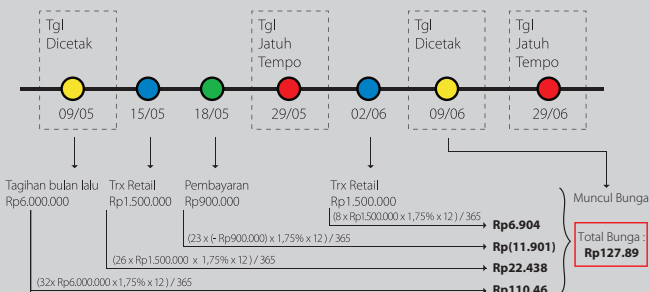 Tgl
Dicetak
Tgl
Jatuh
Tempo
Tgl
Dicetak
Tgl
Jatuh
Tempo
09/05
15/05
18/05
29/05
02/06
09/06
29/06
Tagihan bulan lalu
Rp6.000.000
Trx Retail
Rp1.500.000
Pembayaran
Rp900.000
Trx Retail
Rp1.500.000
Muncul Bunga
(8 x Rp1.500.000 x 1,75% x 12 ) / 365
Rp6.904
(23 x (- Rp900.000) x 1,75% x 12 ) / 365
Rp(11.901)
(26 x Rp1.500.000 x 1,75% x 12 ) / 365
Rp22.438
(32x Rp6.000.000 x 1,75% x 12 ) / 365
Rp110.46
Total Bunga :
Rp127.89